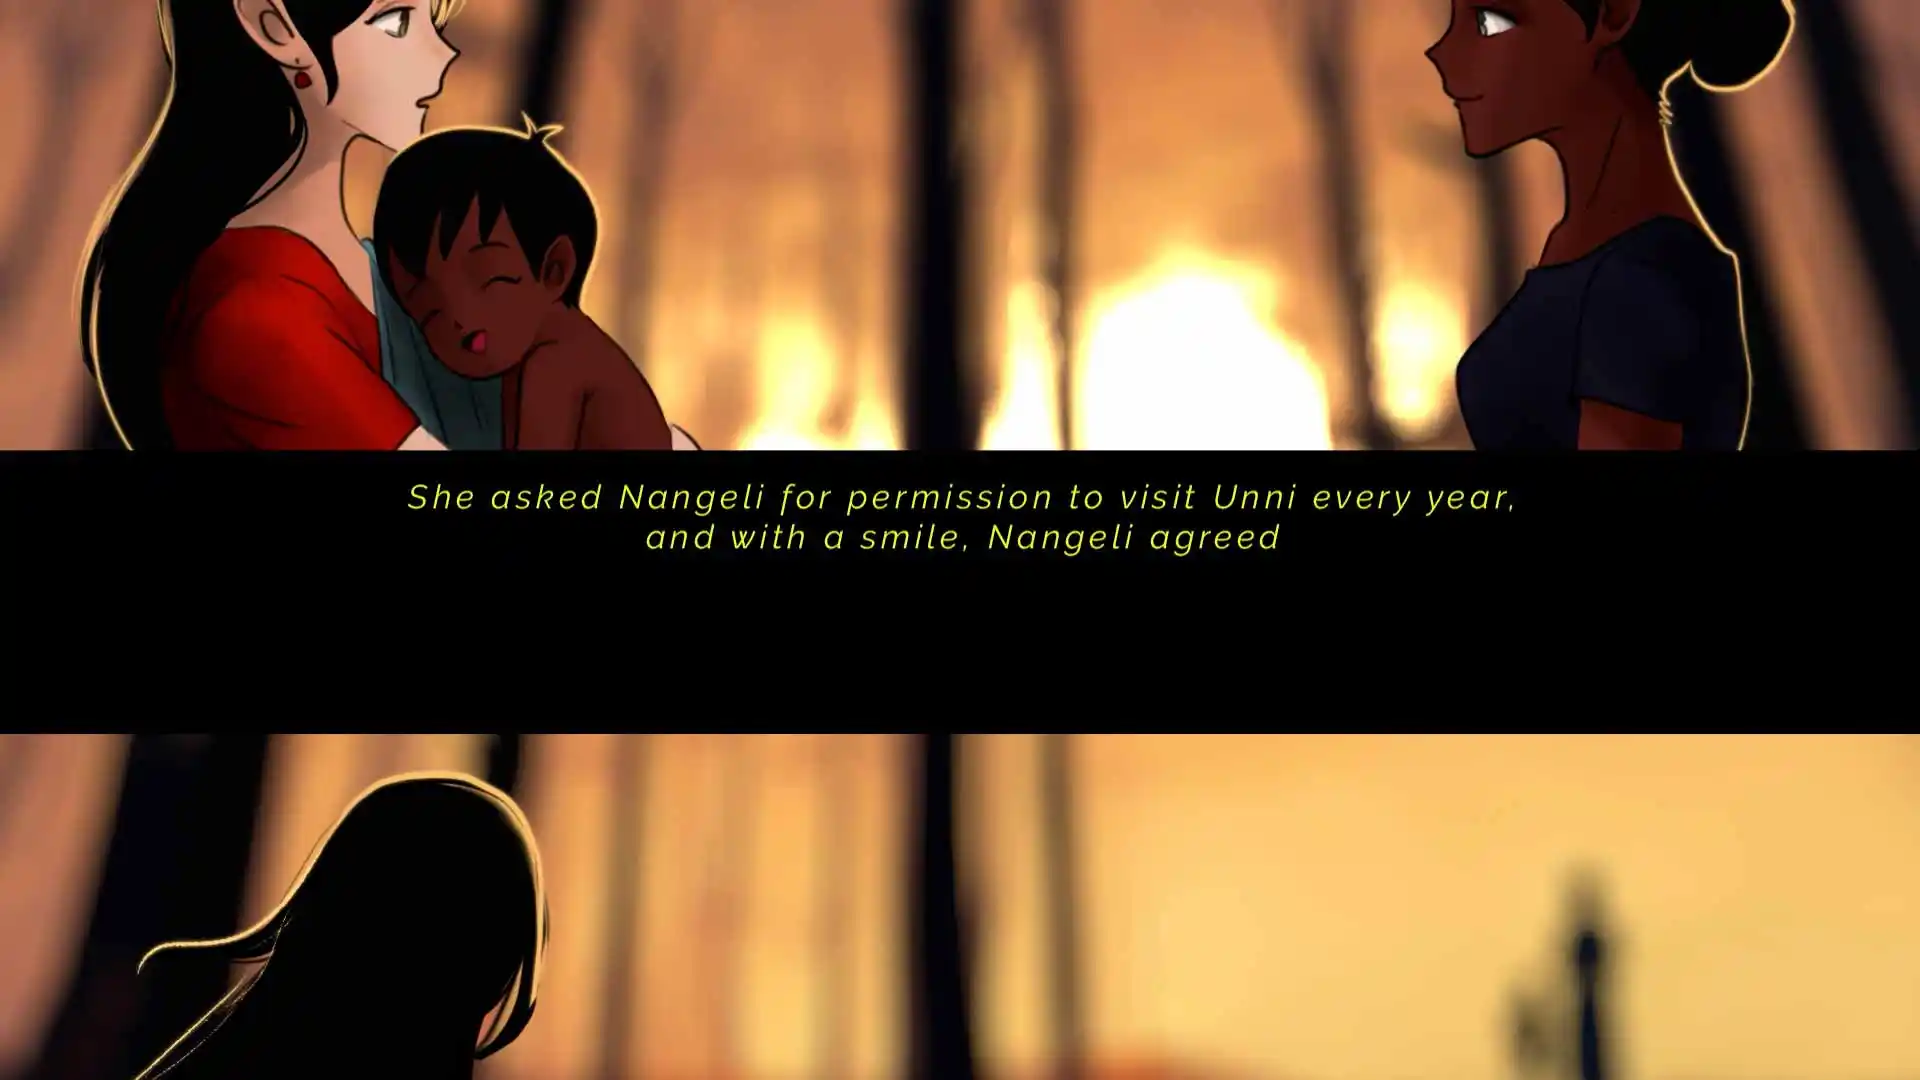 She asked Nangeli for permission to visit Unni every year,
and with a smile, Nangeli agreed